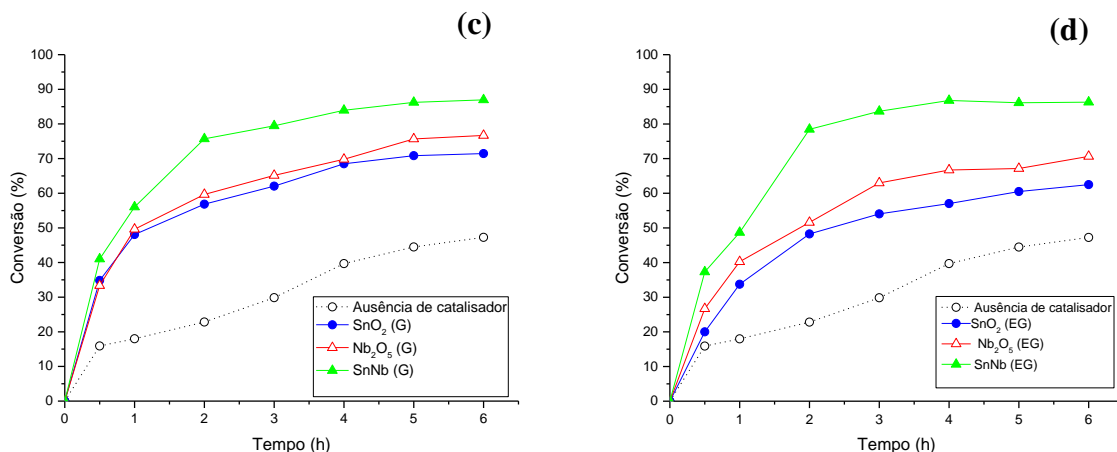 (c)
100
90
80
70
60
50
40
30
20
10
0
Conversão (%)
0 1 2 3 4 5 6
Tempo (h)
Ausência de catalisador
SnO₂ (G)
Nb₂O₅ (G)
SnNb (G)
(d)
100
90
80
70
60
50
40
30
20
10
0
Conversão (%)
0 1 2 3 4 5 6
Tempo (h)
Ausência de catalisador
SnO₂ (EG)
Nb₂O₅ (EG)
SnNb (EG)